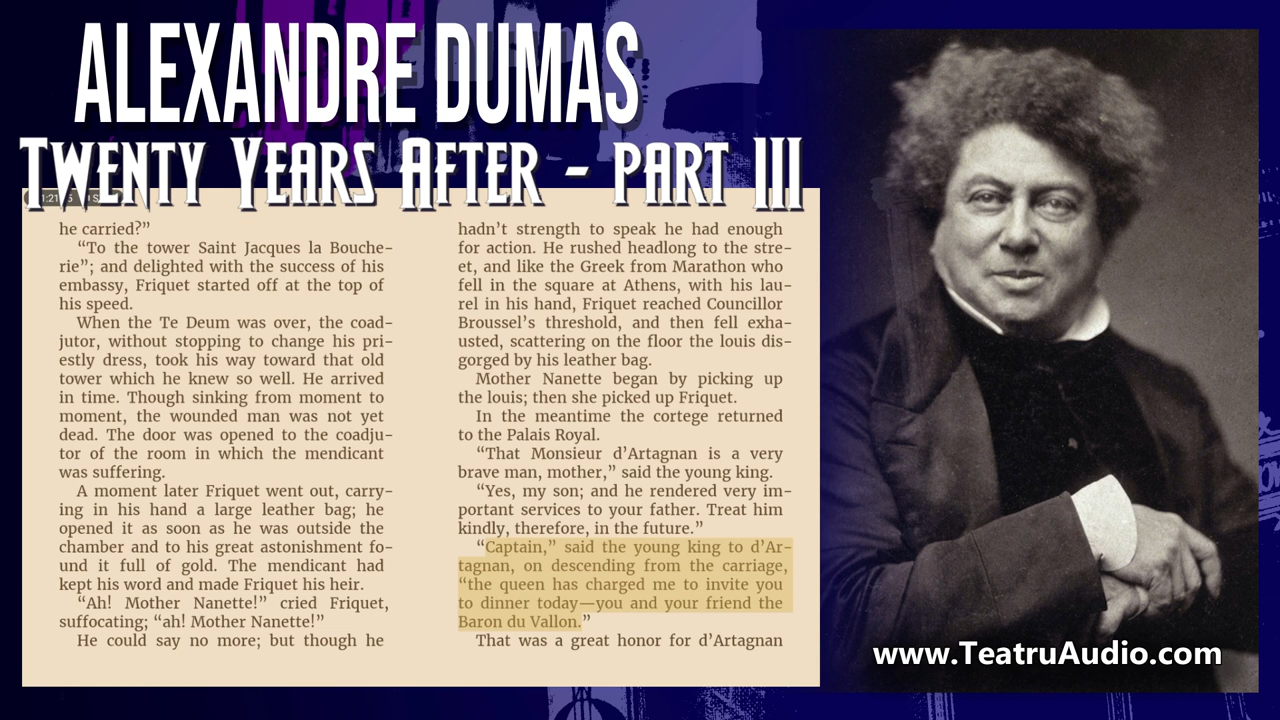 ALEXANDRE DUMAS
TWENTY YEARS AFTER - PART III
he carried?”
“To the tower Saint Jacques la Bouche-
rie”; and delighted with the success of his
embassy, Friquet started off at the top of
his speed.
When the Te Deum was over, the coad-
jutor, without stopping to change his pri-
estly dress, took his way toward that old
tower which he knew so well. He arrived
in time. Though sinking from moment to
moment, the wounded man was not yet
dead. The door was opened to the coadju-
tor of the room in which the mendicant
was suffering.
A moment later Friquet went out, carry-
ing in his hand a large leather bag; he
opened it as soon as he was outside the
chamber and to his great astonishment fo-
und it full of gold. The mendicant had
kept his word and made Friquet his heir.
“Ah! Mother Nanette!” cried Friquet,
suffocating; “ah! Mother Nanette!”
He could say no more; but though he
hadn’t strength to speak he had enough
for action. He rushed headlong to the stre-
et, and like the Greek from Marathon who
fell in the square at Athens, with his lau-
rel in his hand, Friquet reached Councillor
Broussel’s threshold, and then fell exha-
usted, scattering on the floor the louis dis-
gorged by his leather bag.
Mother Nanette began by picking up
the louis; then she picked up Friquet.
In the meantime the cortege returned
to the Palais Royal.
“That Monsieur d’Artagnan is a very
brave man, mother,” said the young king.
“Yes, my son; and he rendered very im-
portant services to your father. Treat him
kindly, therefore, in the future.”
“Captain,” said the young king to d’Ar-
tagnan, on descending from the carriage,
“the queen has charged me to invite you
to dinner today—you and your friend the
Baron du Vallon.”
That was a great honor for d’Artagnan
www.TeatruAudio.com